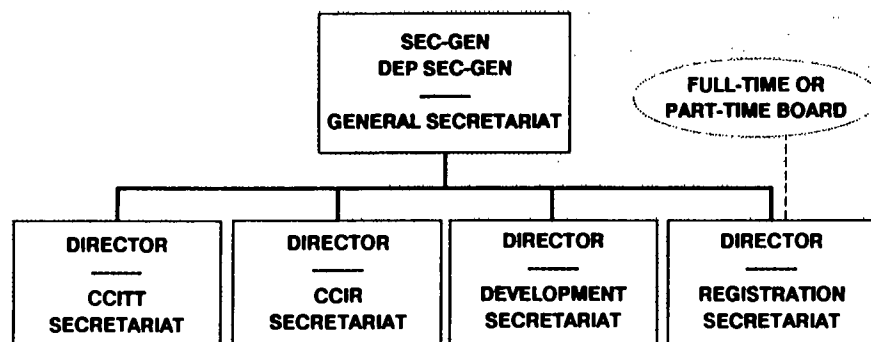 SEC-GEN
DEP SEC-GEN
GENERAL SECRETARIAT
FULL-TIME OR
PART-TIME BOARD
DIRECTOR
CCITT
SECRETARIAT
DIRECTOR
CCIR
SECRETARIAT
DIRECTOR
DEVELOPMENT
SECRETARIAT
DIRECTOR
REGISTRATION
SECRETARIAT